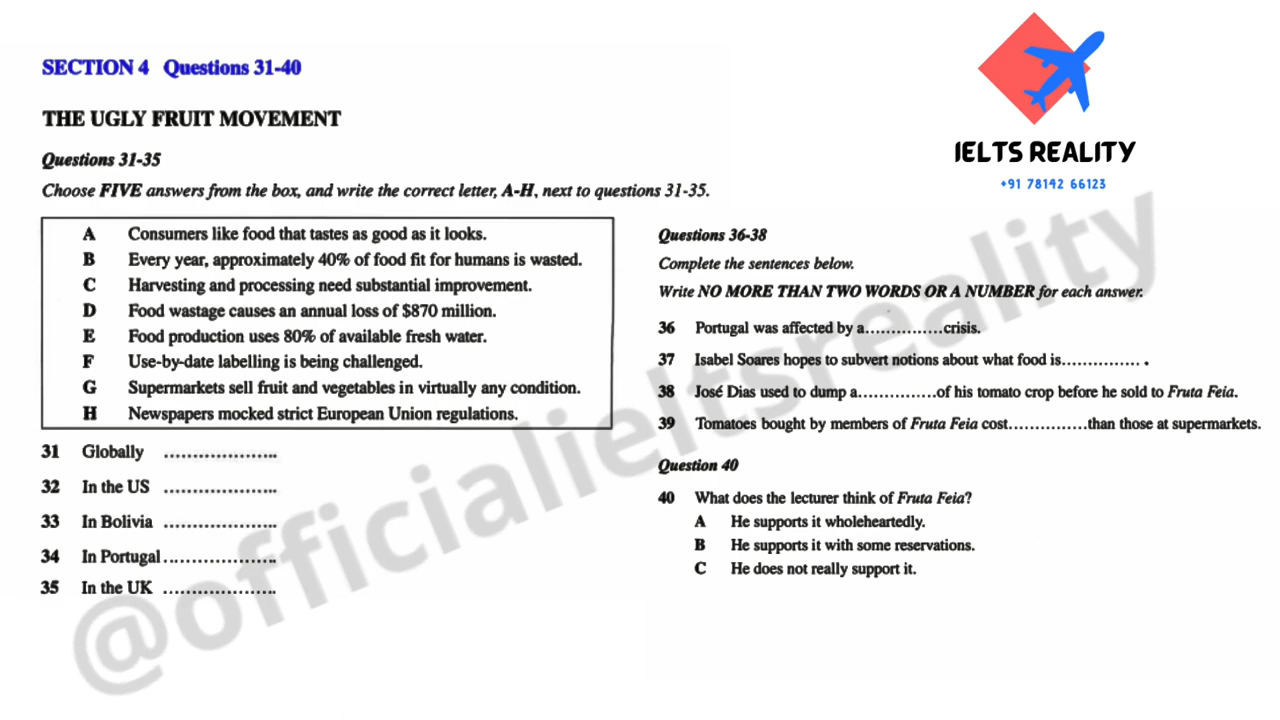 SECTION 4 Questions 31-40
THE UGLY FRUIT MOVEMENT
Questions 31-35
Choose FIVE answers from the box, and write the correct letter, A-H, next to questions 31-35.
A Consumers like food that tastes as good as it looks.
B Every year, approximately 40% of food fit for humans is wasted.
C Harvesting and processing need substantial improvement.
D Food wastage causes an annual loss of $870 million.
E Food production uses 80% of available fresh water.
F Use-by-date labelling is being challenged.
G Supermarkets sell fruit and vegetables in virtually any condition.
H Newspapers mocked strict European Union regulations.
31 Globally ....................
32 In the US ....................
33 In Bolivia ....................
34 In Portugal ....................
35 In the UK ....................
IELTS REALITY
+91 78142 66123
Questions 36-38
Complete the sentences below.
Write NO MORE THAN TWO WORDS OR A NUMBER for each answer.
36 Portugal was affected by a...............crisis.
37 Isabel Soares hopes to subvert notions about what food is............... .
38 José Dias used to dump a...............of his tomato crop before he sold to Fruta Feia.
39 Tomatoes bought by members of Fruta Feia cost...............than those at supermarkets.
Question 40
40 What does the lecturer think of Fruta Feia?
A He supports it wholeheartedly.
B He supports it with some reservations.
C He does not really support it.
@officialieltsreality